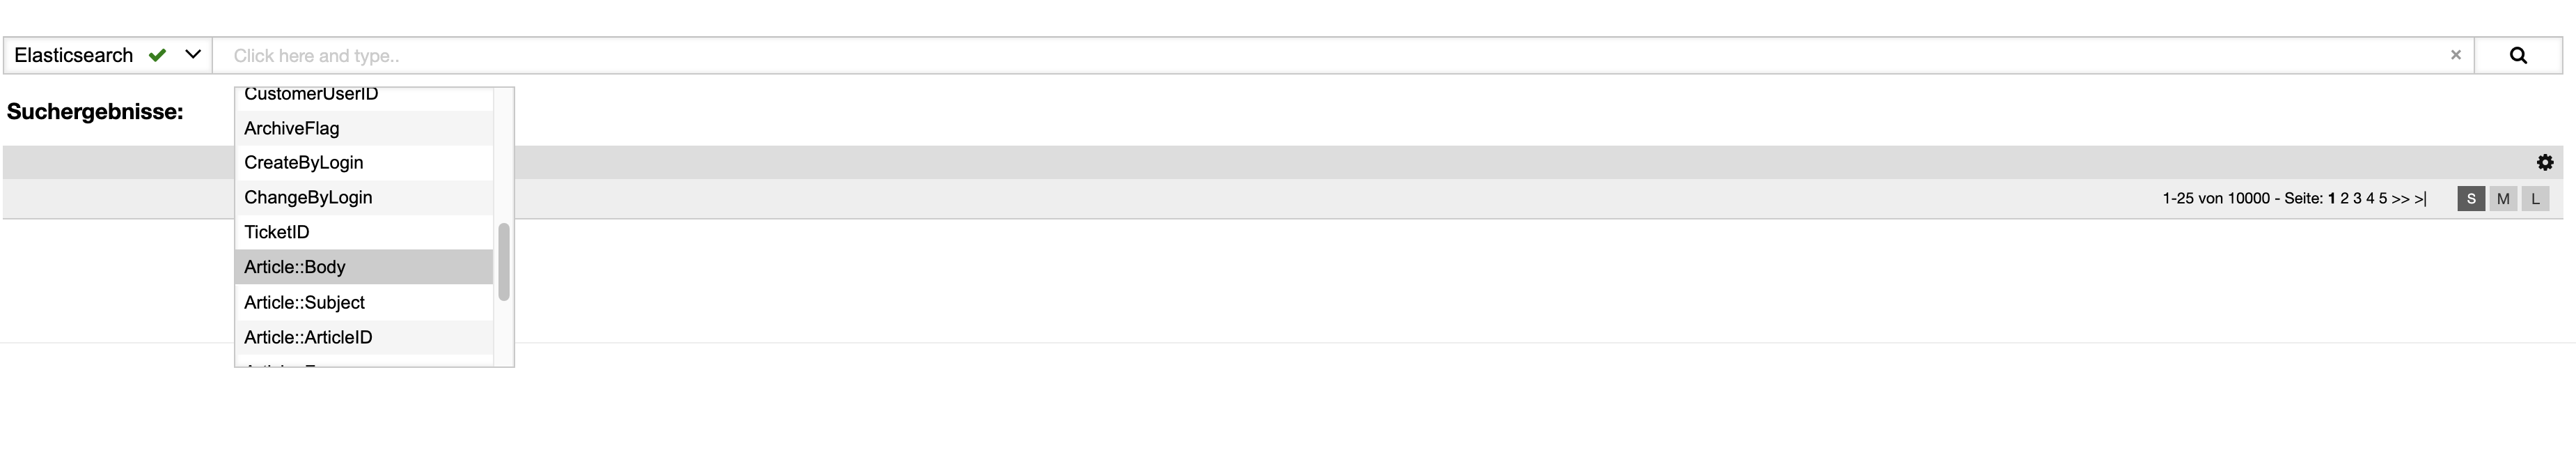 Elasticsearch Click here and type.. ×
Suchergebnisse:
CustomerUserID
ArchiveFlag
CreateByLogin
ChangeByLogin
TicketID
Article::Body
Article::Subject
Article::ArticleID
1-25 von 10000 - Seite: 1 2 3 4 5 >> >| S M L